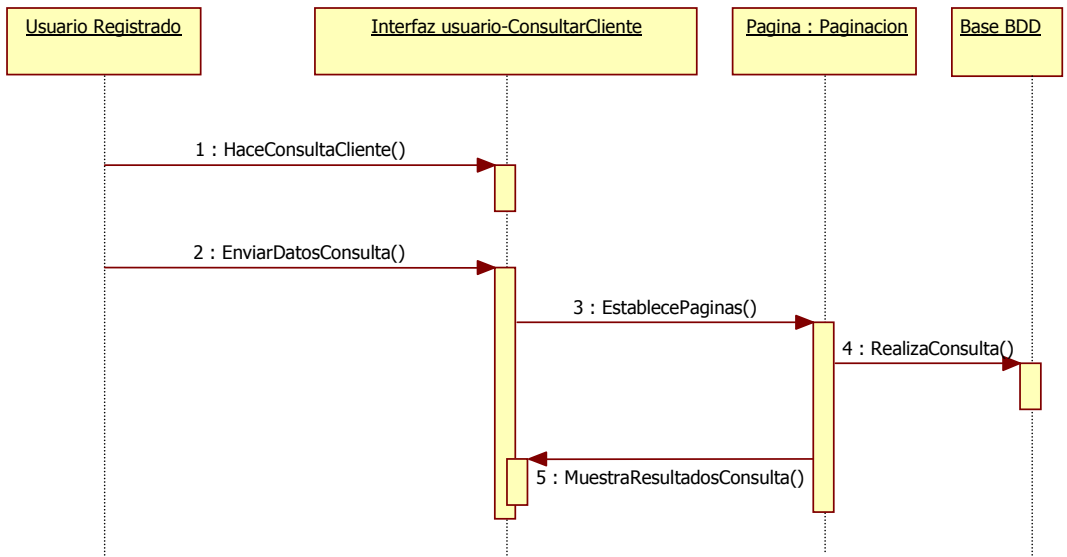 Usuario Registrado
Interfaz usuario-ConsultarCliente
Pagina : Paginacion
Base BDD
1 : HaceConsultaCliente()
2 : EnviarDatosConsulta()
3 : EstablecePaginas()
4 : RealizaConsulta()
5 : MuestraResultadosConsulta()